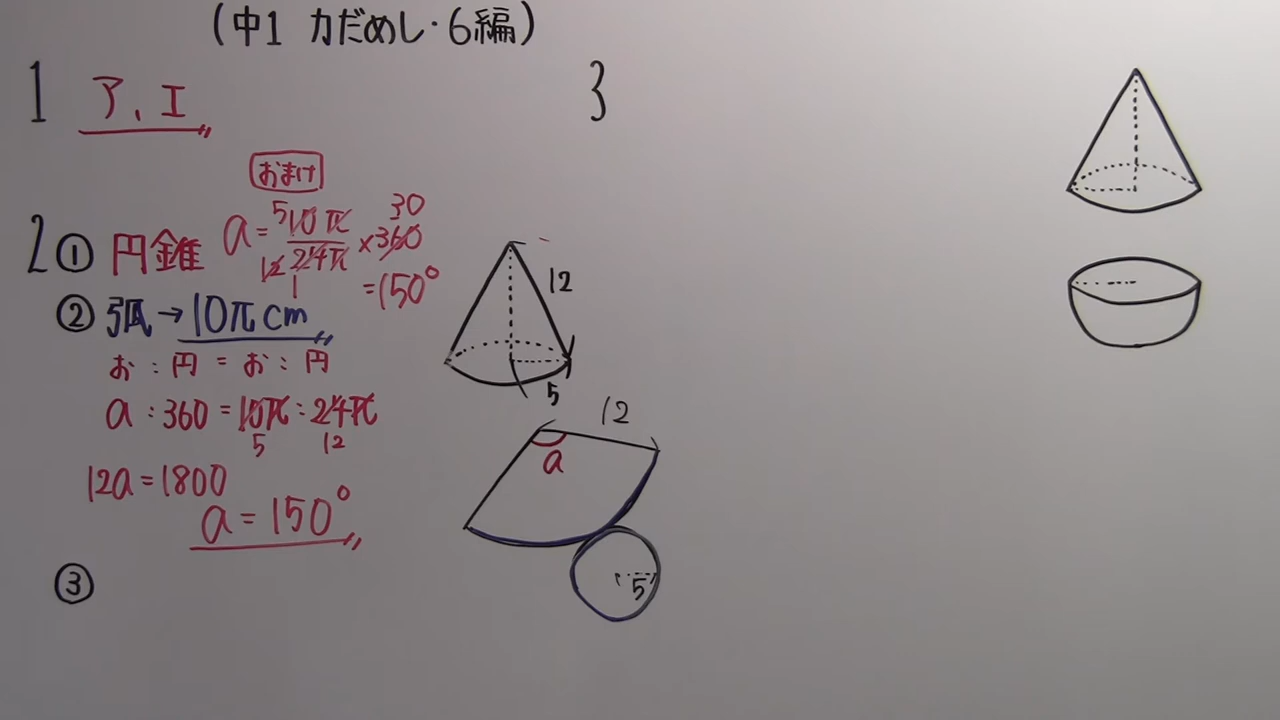 (中1 力だめし・6編)
1 ア、エ
おまけ
a = 10π/24π × 360
5 12 1 30
= 150°
2 ① 円錐
② 弧→10πcm
お : 円 = お : 円
a : 360 = 10π : 24π
5 12
12a = 1800
a = 150°
③
12
5
12
a
5
3